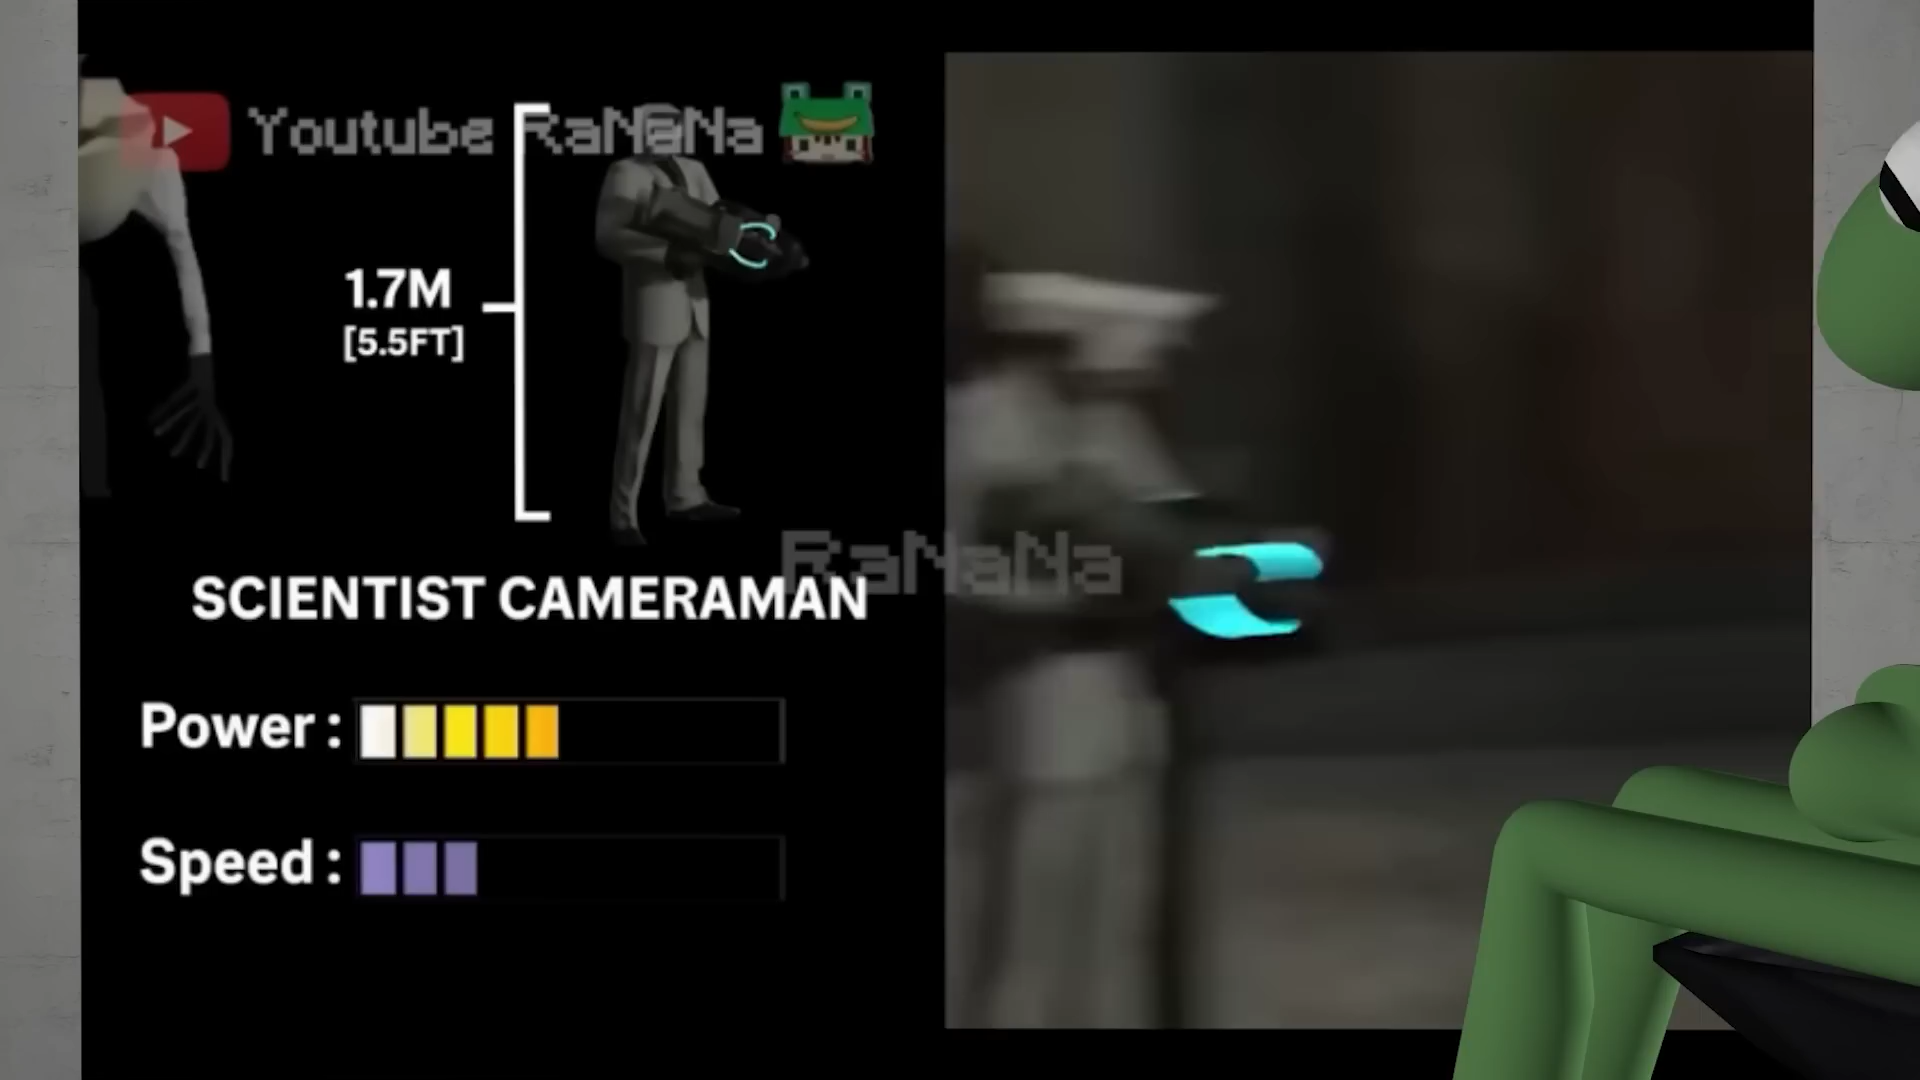 Youtube RaNaNa
1.7M
[5.5FT]
RaNaNa
SCIENTIST CAMERAMAN
Power :
Speed :